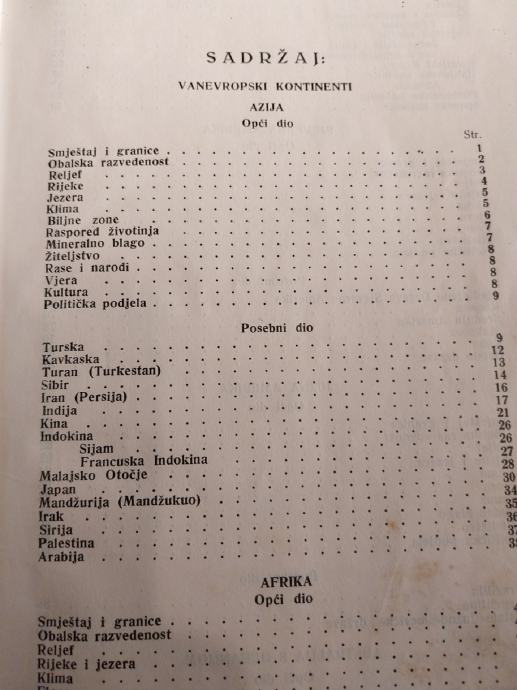 SADRŽAJ:
VANEVROPSKI KONTINENTI
AZIJA
Opći dio
Str.
Smještaj i granice . . . . . . . . . . 1
Obalska razvedenost . . . . . . . . . . 2
Reljef . . . . . . . . . . 3
Rijeke . . . . . . . . . . 4
Jezera . . . . . . . . . . 5
Klima . . . . . . . . . . 5
Biljne zone . . . . . . . . . . 6
Raspored životinja . . . . . . . . . . 7
Mineralno blago . . . . . . . . . . 7
Žiteljstvo . . . . . . . . . . 8
Rase i narodi . . . . . . . . . . 8
Vjera . . . . . . . . . . 8
Kultura . . . . . . . . . . 8
Politička podjela . . . . . . . . . . 9
Posebni dio
Turska . . . . . . . . . . 9
Kavkaska . . . . . . . . . . 12
Turan (Turkestan) . . . . . . . . . . 13
Sibir . . . . . . . . . . 14
Iran (Persija) . . . . . . . . . . 16
Indija . . . . . . . . . . 17
Kina . . . . . . . . . . 21
Indokina . . . . . . . . . . 26
Sijam . . . . . . . . . . 26
Francuska Indokina . . . . . . . . . . 27
Malajsko Otočje . . . . . . . . . . 28
Japan . . . . . . . . . . 30
Mandžurija (Mandžukuo) . . . . . . . . . . 34
Irak . . . . . . . . . . 35
Sirija . . . . . . . . . . 36
Palestina . . . . . . . . . . 37
Arabija . . . . . . . . . .
AFRIKA
Opći dio
Smještaj i granice . . . . . . . . . .
Obalska razvedenost . . . . . . . . . .
Reljef . . . . . . . . . .
Rijeke i jezera . . . . . . . . . .
Klima . . . . . . . . . .